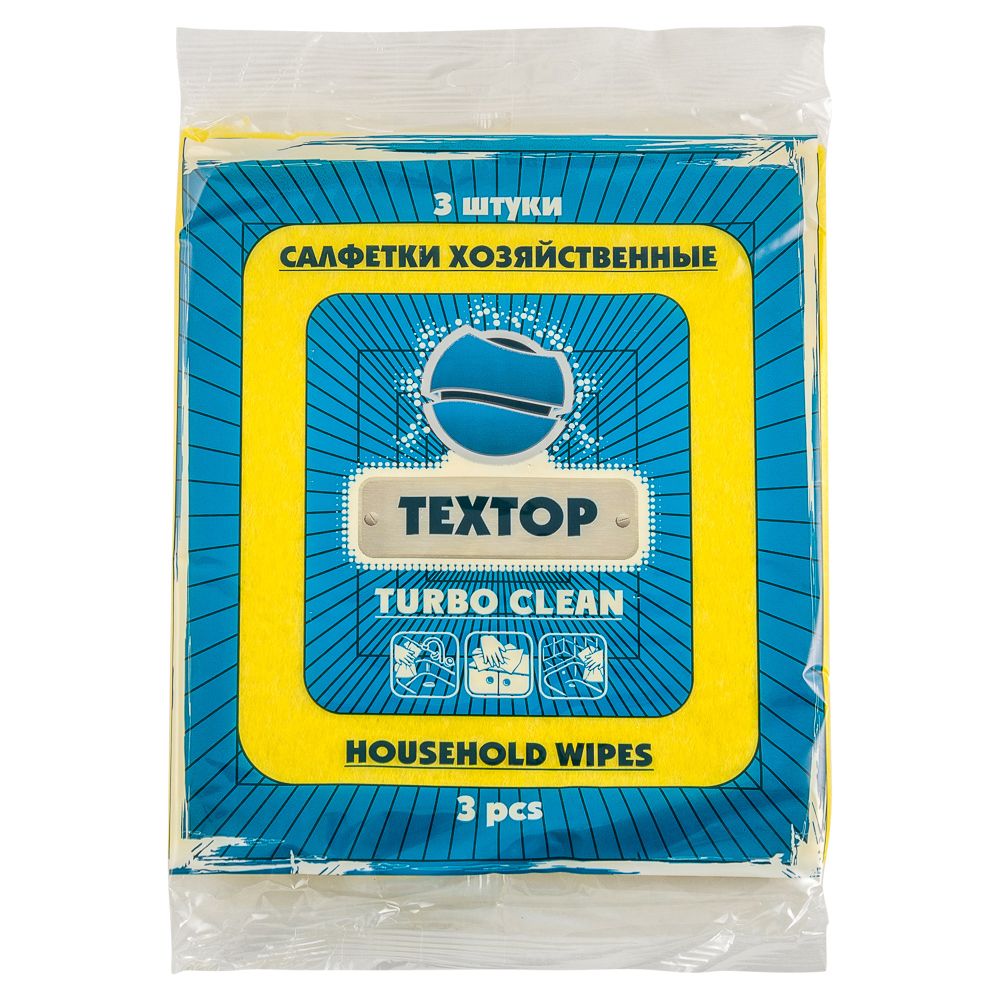 3 штуки
САЛФЕТКИ ХОЗЯЙСТВЕННЫЕ
TEXTOP
TURBO CLEAN
HOUSEHOLD WIPES
3 pcs